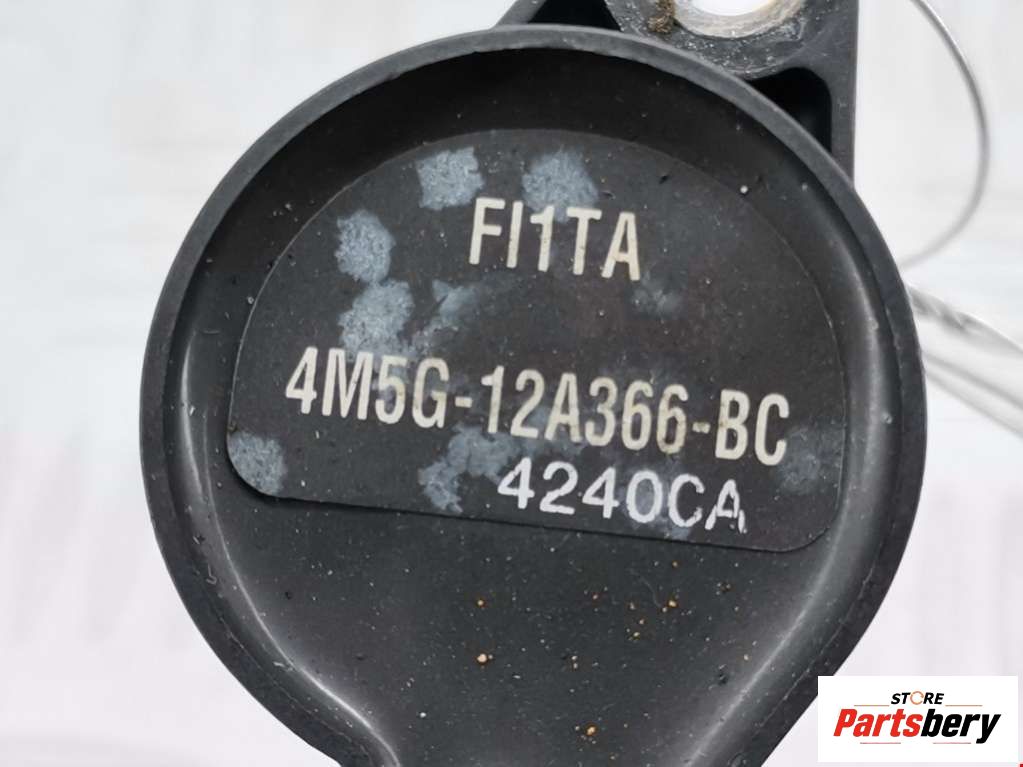 FI1TA
4M5G-12A366-BC
4240CA
STORE
Partsbery